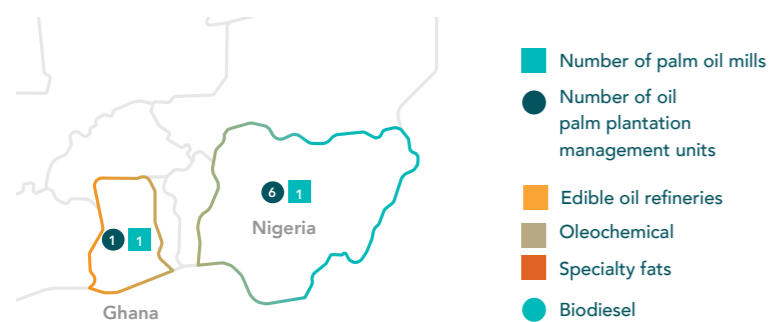 6 1
Nigeria
1 1
Ghana
Number of palm oil mills
Number of oil
palm plantation
management units
Edible oil refineries
Oleochemical
Specialty fats
Biodiesel